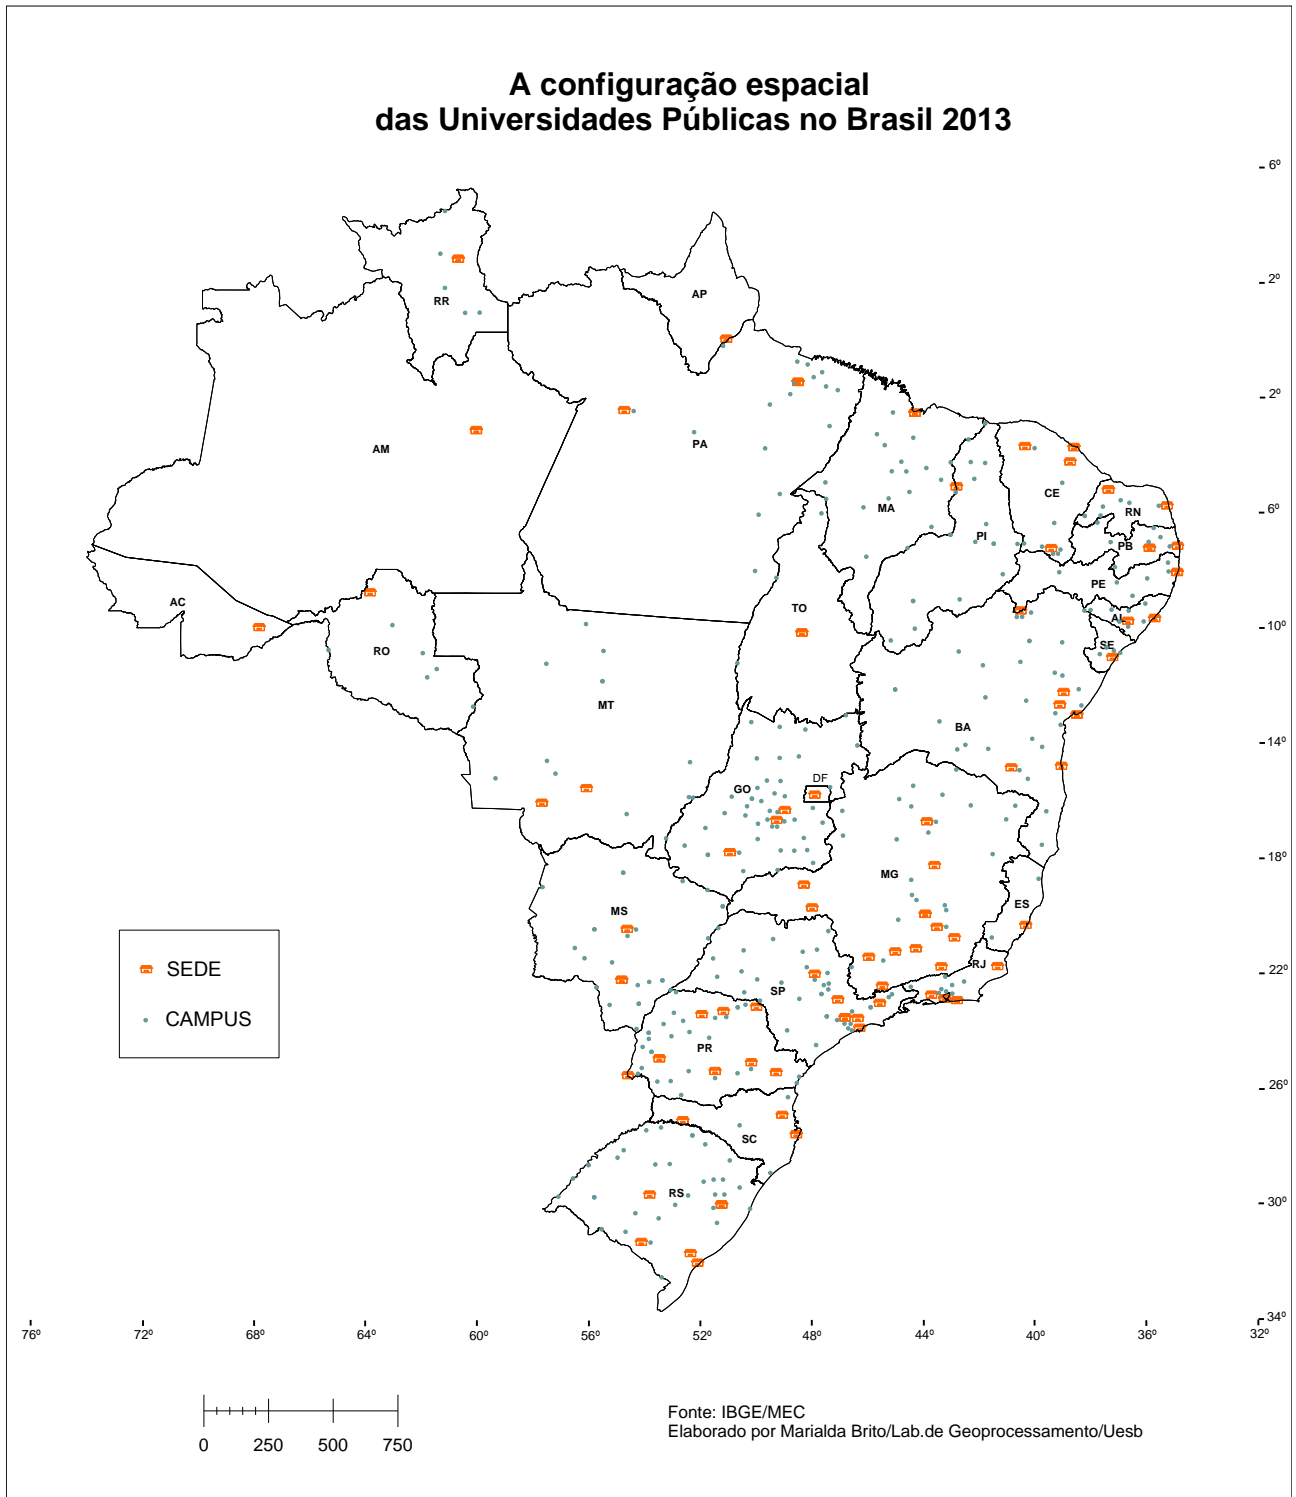 A configuração espacial
das Universidades Públicas no Brasil 2013
6º
2º
2º
6º
10º
14º
18º
22º
26º
30º
34º
RR
AP
AM
PA
MA
CE
RN
PI
PB
PE
AL
SE
AC
RO
TO
MT
BA
GO
DF
MG
ES
MS
RJ
SP
PR
SC
RS
SEDE
CAMPUS
76º
72º
68º
64º
60º
56º
52º
48º
44º
40º
36º
32º
0
250
500
750
Fonte: IBGE/MEC
Elaborado por Marialda Brito/Lab.de Geoprocessamento/Uesb